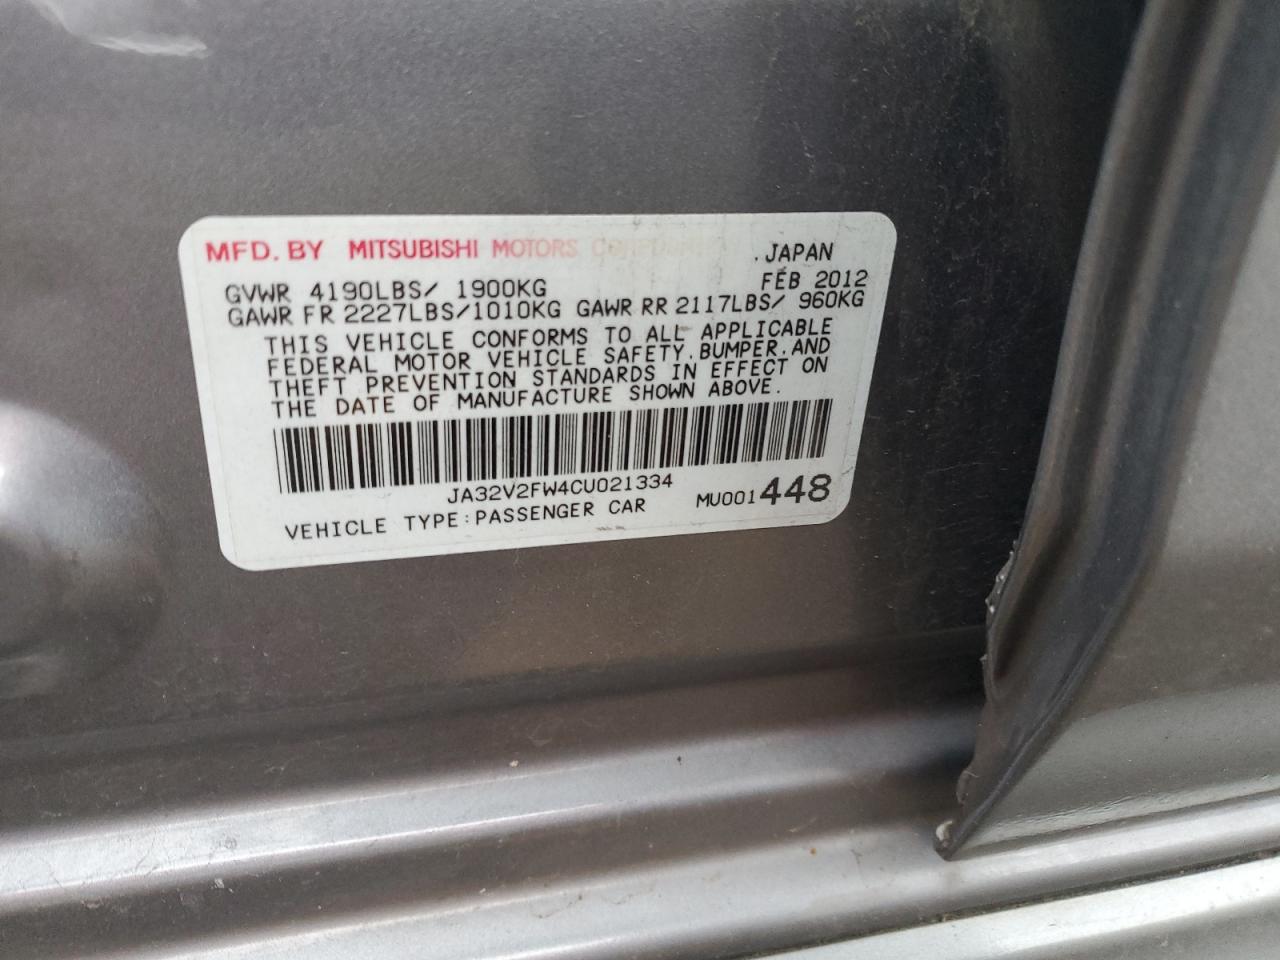 MFD. BY MITSUBISHI MOTORS CORPORATION , JAPAN
GVWR 4190LBS/ 1900KG FEB 2012
GAWR FR 2227LBS/1010KG GAWR RR 2117LBS/ 960KG
THIS VEHICLE CONFORMS TO ALL APPLICABLE
FEDERAL MOTOR VEHICLE SAFETY,BUMPER,AND
THEFT PREVENTION STANDARDS IN EFFECT ON
THE DATE OF MANUFACTURE SHOWN ABOVE.
JA32V2FW4CU021334
VEHICLE TYPE:PASSENGER CAR MU001448